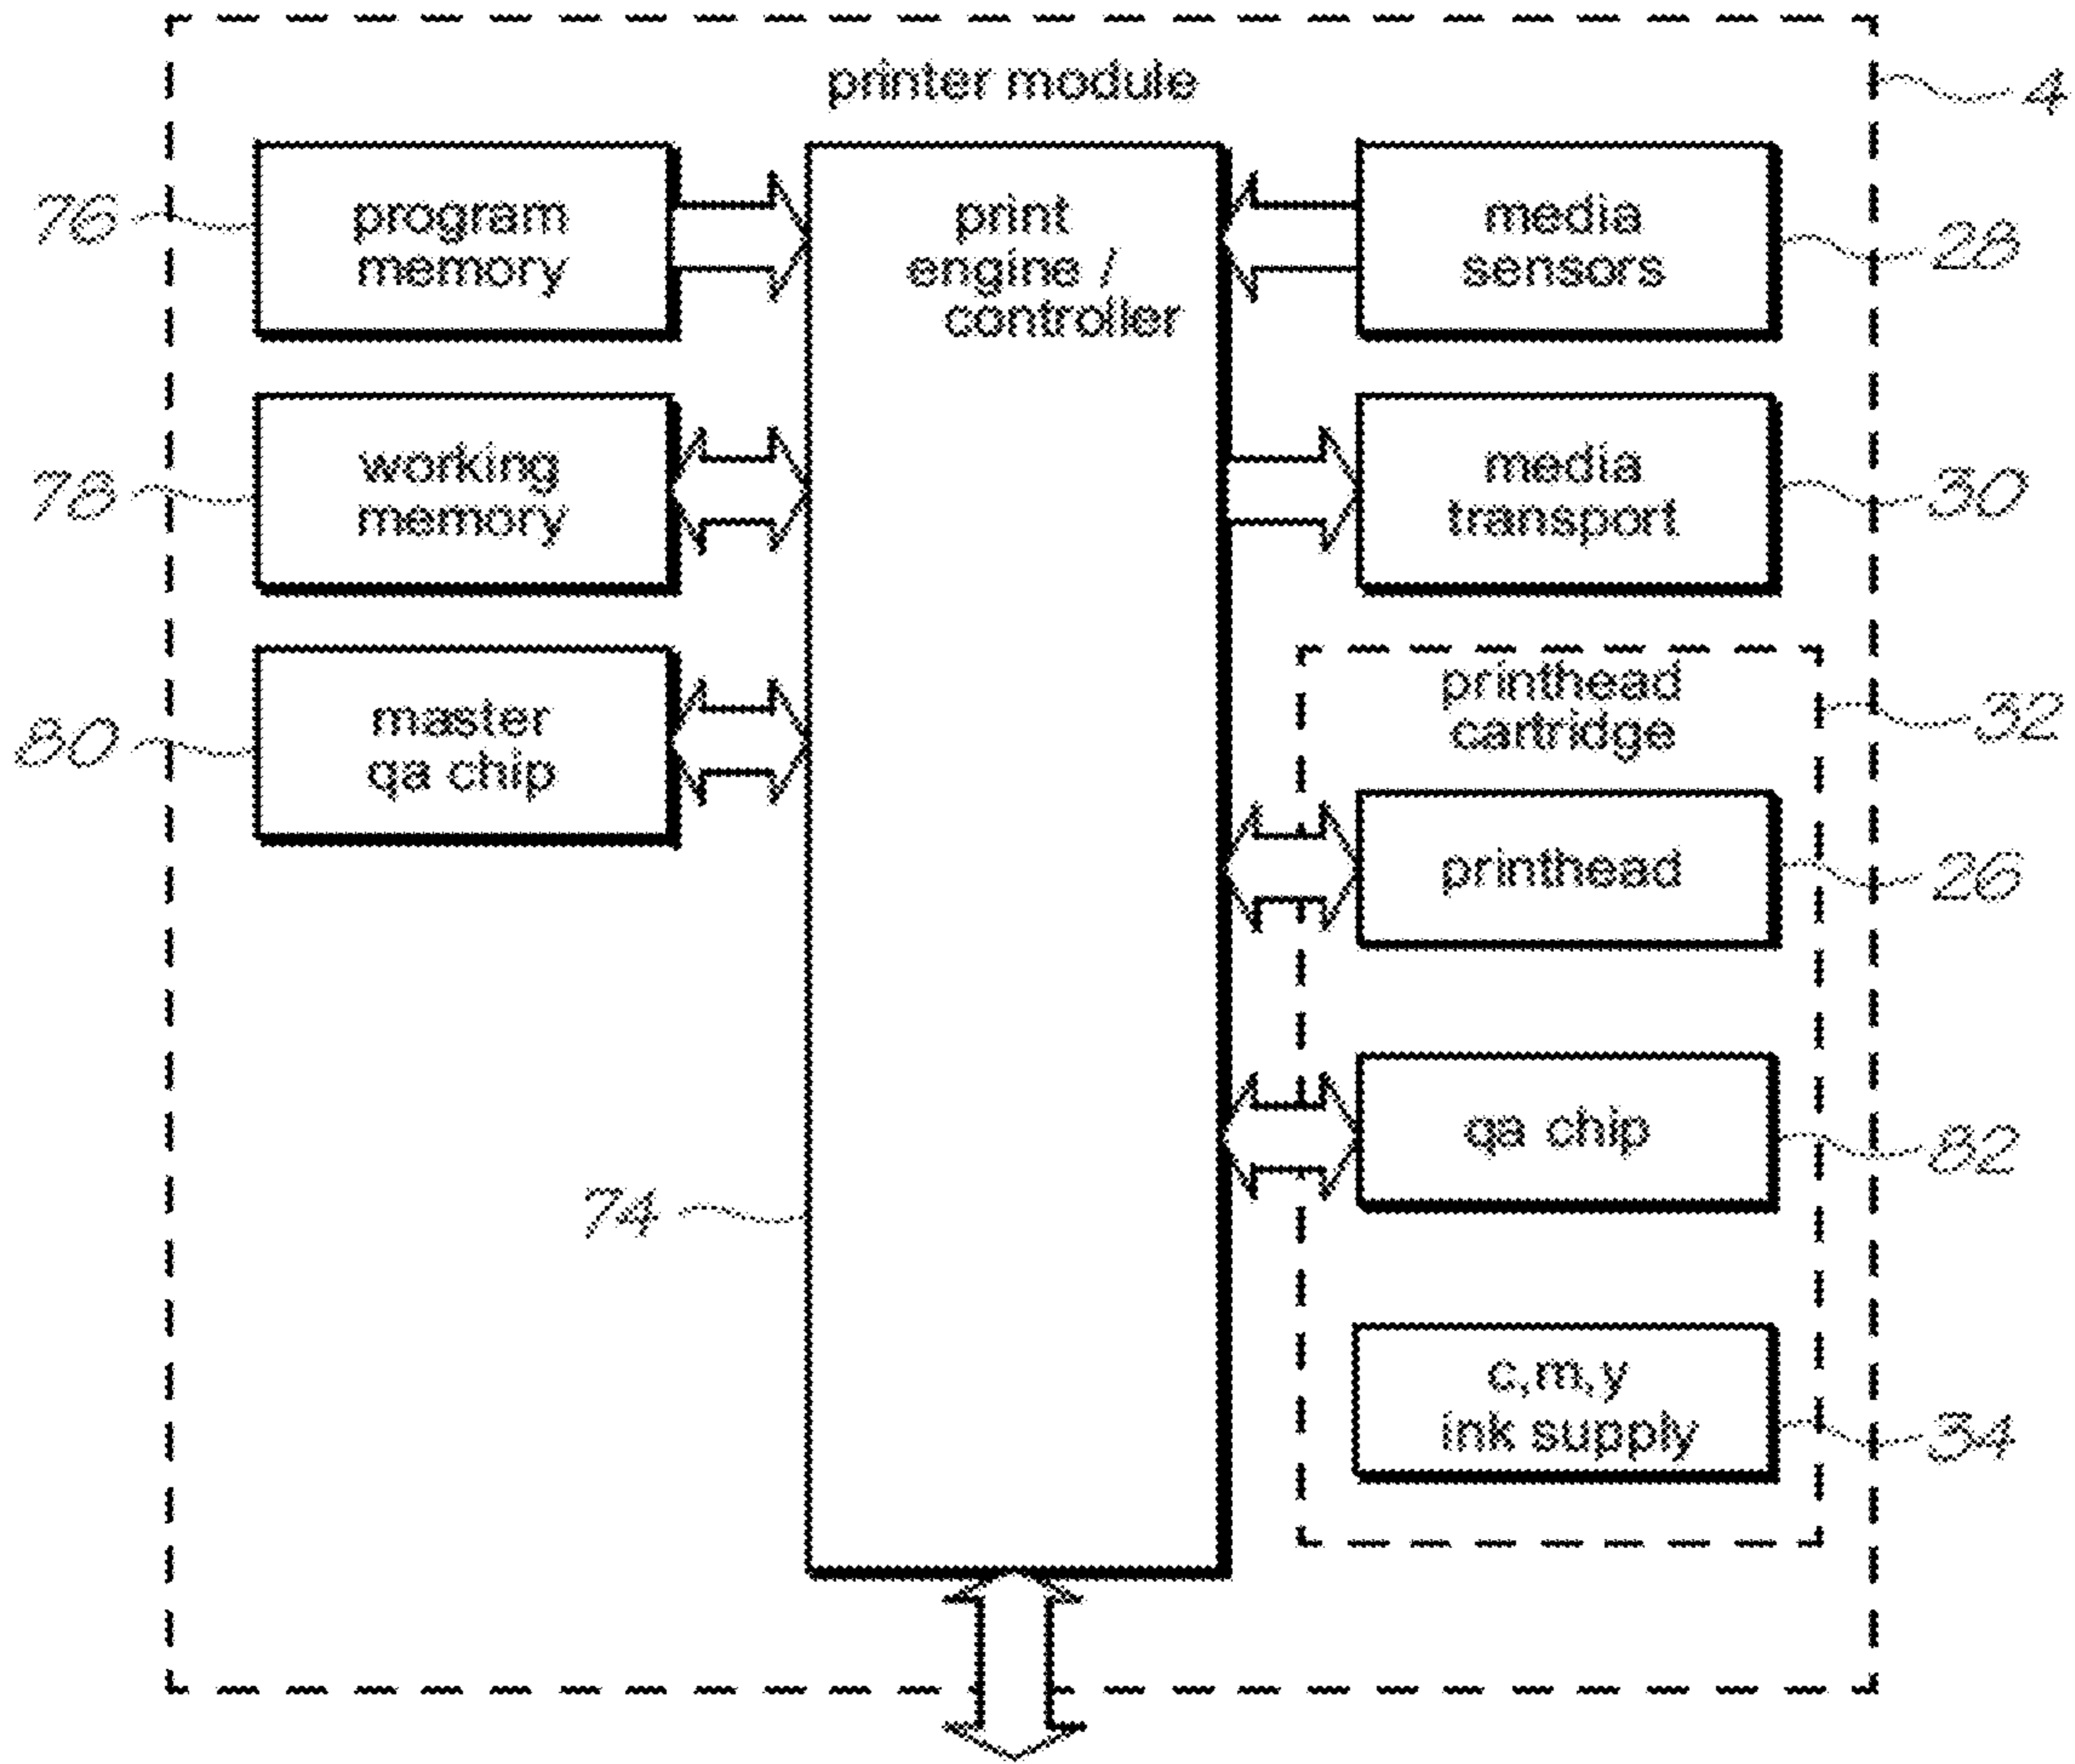 printer module
4
76
program
memory
print
engine /
controller
media
sensors
28
78
working
memory
media
transport
30
80
master
qa chip
printhead
cartridge
32
printhead
26
qa chip
82
74
c,m,y
ink supply
34